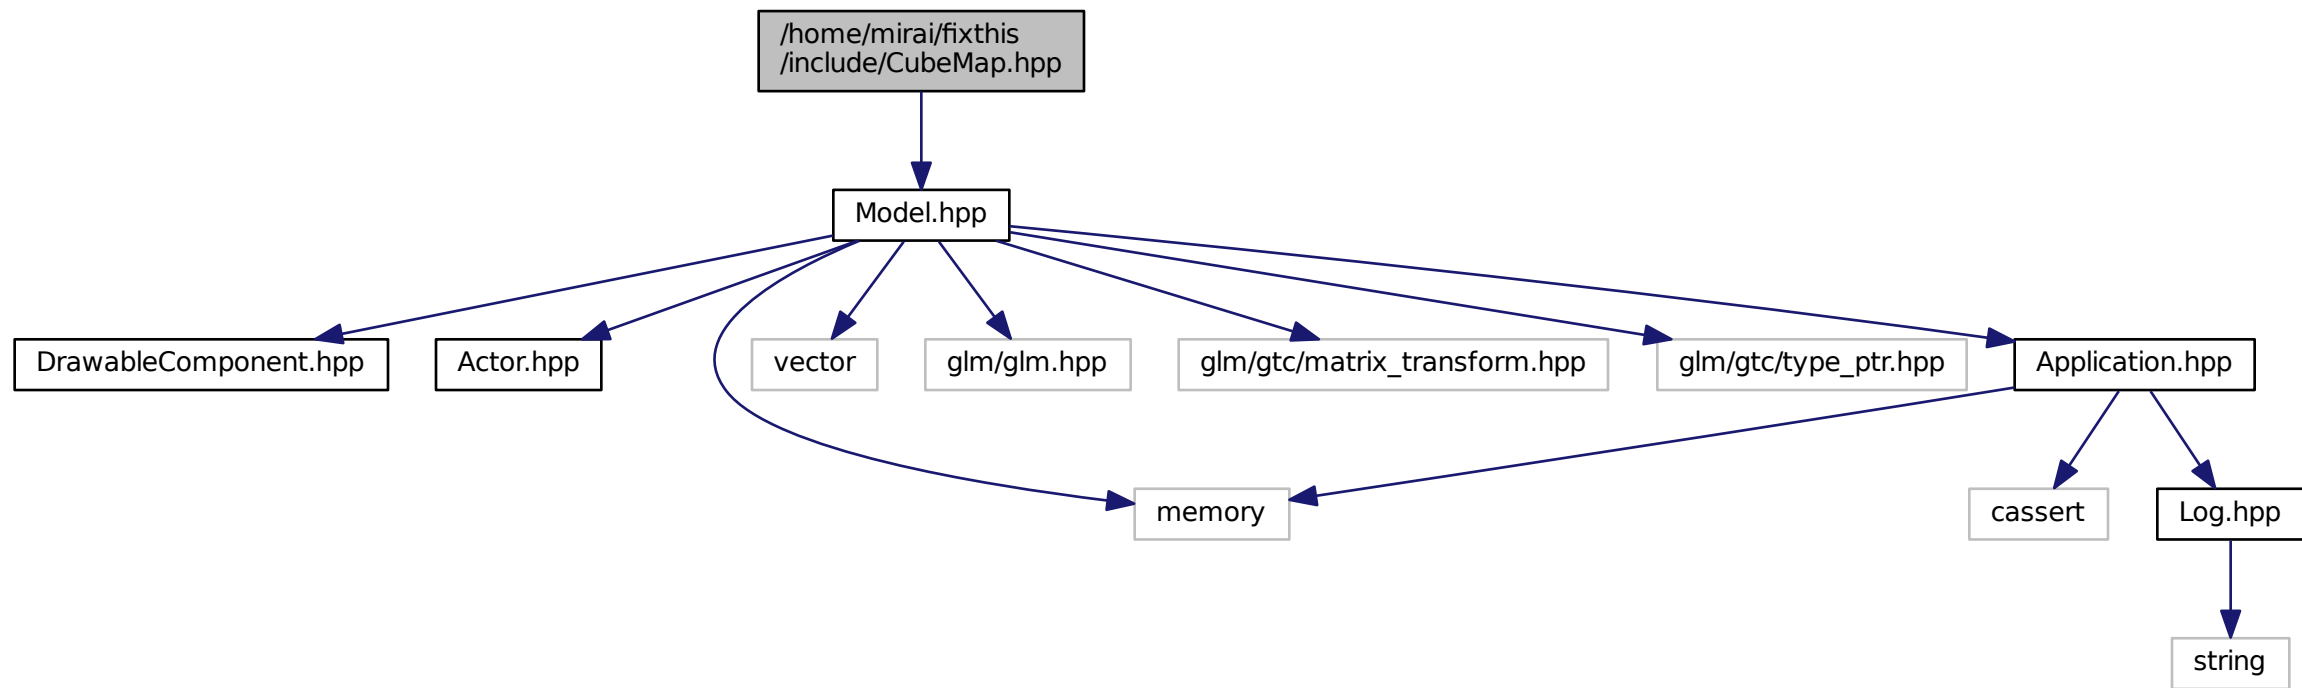 /home/mirai/fixthis
/include/CubeMap.hpp
Model.hpp
DrawableComponent.hpp
Actor.hpp
vector
glm/glm.hpp
glm/gtc/matrix_transform.hpp
glm/gtc/type_ptr.hpp
Application.hpp
memory
cassert
Log.hpp
string